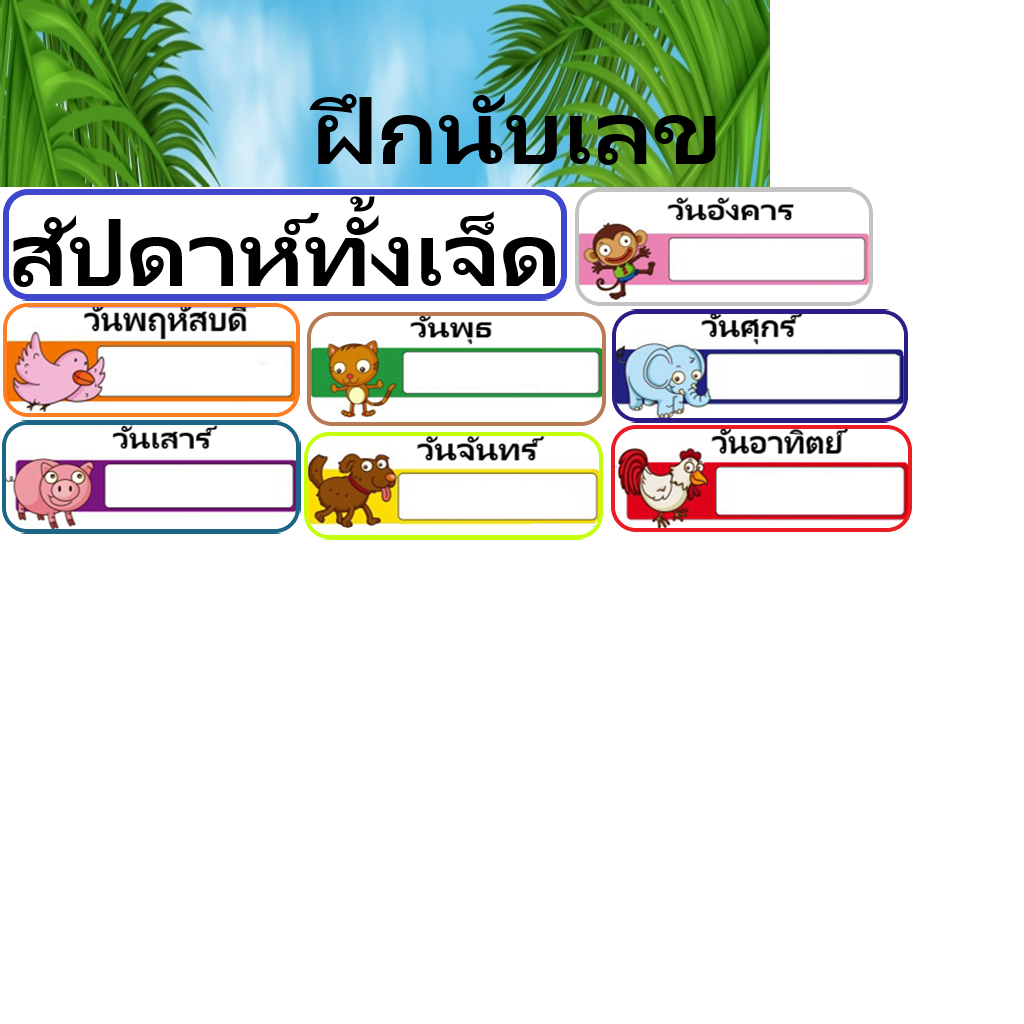 ฝึกนับเลข
สัปดาห์ทั้งเจ็ด
วันอังคาร
วันพฤหัสบดี
วันพุธ
วันศุกร์
วันเสาร์
วันจันทร์
วันอาทิตย์